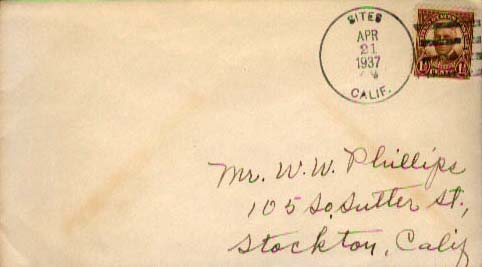 SITES
APR
21
1937
CALIF.
Mr. W.W. Phillips
105 So. Sutter St.,
Stockton, Calif